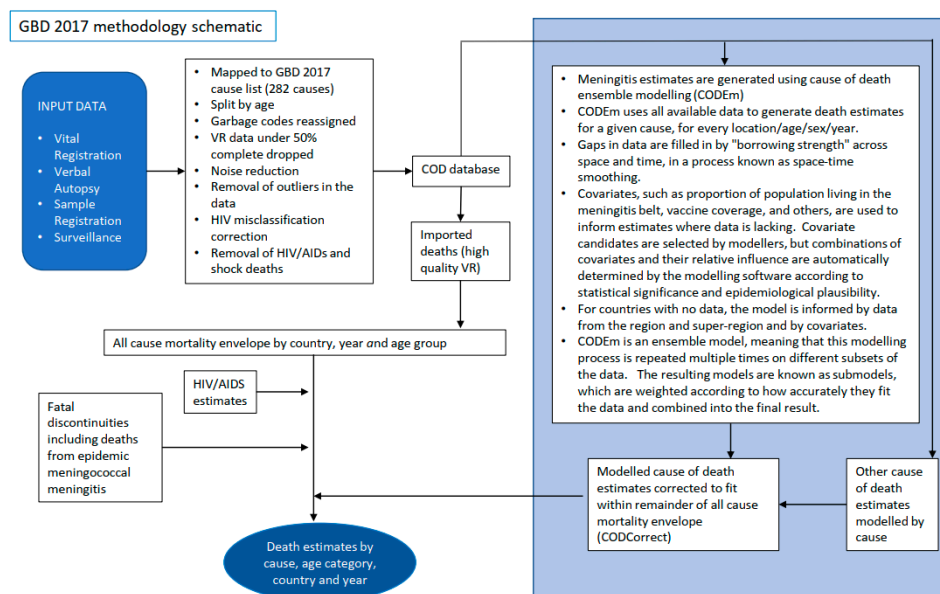 GBD 2017 methodology schematic
INPUT DATA
• Vital
Registration
• Verbal
Autopsy
• Sample
Registration
• Surveillance
• Mapped to GBD 2017
cause list (282 causes)
• Split by age
• Garbage codes reassigned
• VR data under 50%
complete dropped
• Noise reduction
• Removal of outliers in the
data
• HIV misclassification
correction
• Removal of HIV/AIDs and
shock deaths
COD database
Imported
deaths (high
quality VR)
All cause mortality envelope by country, year and age group
HIV/AIDS
estimates
Fatal
discontinuities
including deaths
from epidemic
meningococcal
meningitis
Death estimates by
cause, age category,
country and year
• Meningitis estimates are generated using cause of death
ensemble modelling (CODEm)
• CODEm uses all available data to generate death estimates
for a given cause, for every location/age/sex/year.
• Gaps in data are filled in by "borrowing strength" across
space and time, in a process known as space-time
smoothing.
• Covariates, such as proportion of population living in the
meningitis belt, vaccine coverage, and others, are used to
inform estimates where data is lacking.  Covariate
candidates are selected by modellers, but combinations of
covariates and their relative influence are automatically
determined by the modelling software according to
statistical significance and epidemiological plausibility.
• For countries with no data, the model is informed by data
from the region and super-region and by covariates.
• CODEm is an ensemble model, meaning that this modelling
process is repeated multiple times on different subsets of
the data.  The resulting models are known as submodels,
which are weighted according to how accurately they fit
the data and combined into the final result.
Modelled cause of death
estimates corrected to fit
within remainder of all cause
mortality envelope
(CODCorrect)
Other cause
of death
estimates
modelled by
cause